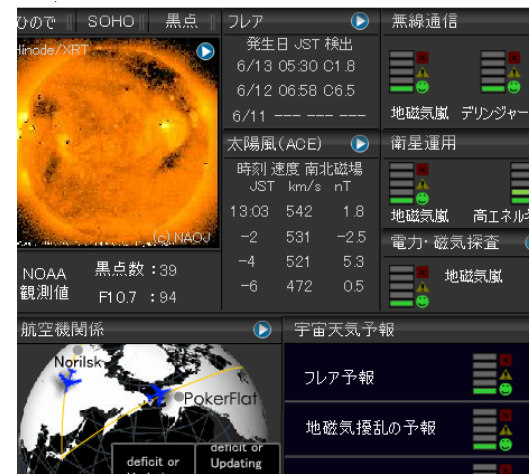 ひので SOHO 黒点
Hinode/XRT
(c) NAOJ
NOAA 観測値
黒点数 :39
F10.7 :94
フレア
発生日 JST 検出
6/13 05:30 C1.8
6/12 06:58 C6.5
6/11 --- --- ---
太陽風(ACE)
時刻 速度 南北磁場
JST km/s nT
13:03 542 1.8
-2 531 -2.5
-4 521 5.3
-6 472 0.5
無線通信
地磁気嵐 デリンジャー
衛星運用
地磁気嵐 高エネル
電力・磁気探査
地磁気嵐
航空機関係
Norilsk
PokerFlat
deficit or
deficit or
Updating
宇宙天気予報
フレア予報
地磁気擾乱の予報